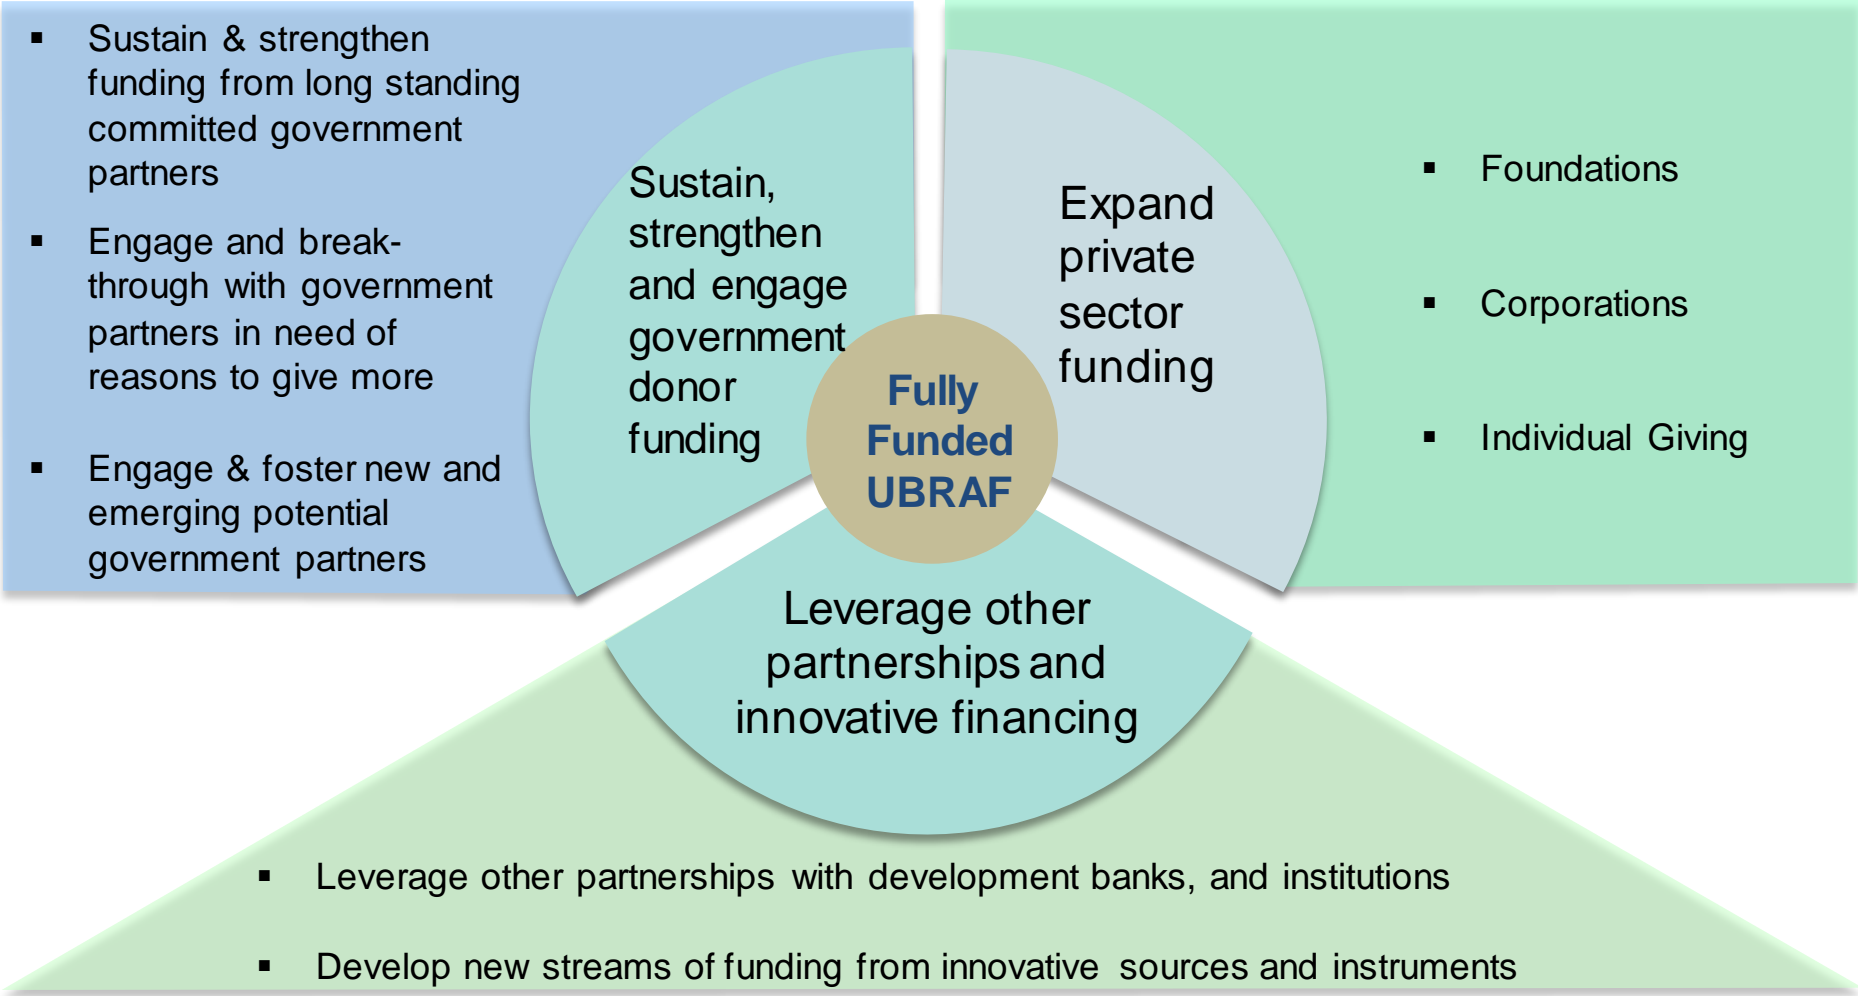 ▪ Sustain & strengthen
funding from long standing
committed government
partners
▪ Engage and break-
through with government
partners in need of
reasons to give more
▪ Engage & foster new and
emerging potential
government partners
Sustain,
strengthen
and engage
government
donor
funding
Expand
private
sector
funding
▪ Foundations
▪ Corporations
▪ Individual Giving
Fully
Funded
UBRAF
Leverage other
partnerships and
innovative financing
▪ Leverage other partnerships with development banks, and institutions
▪ Develop new streams of funding from innovative sources and instruments